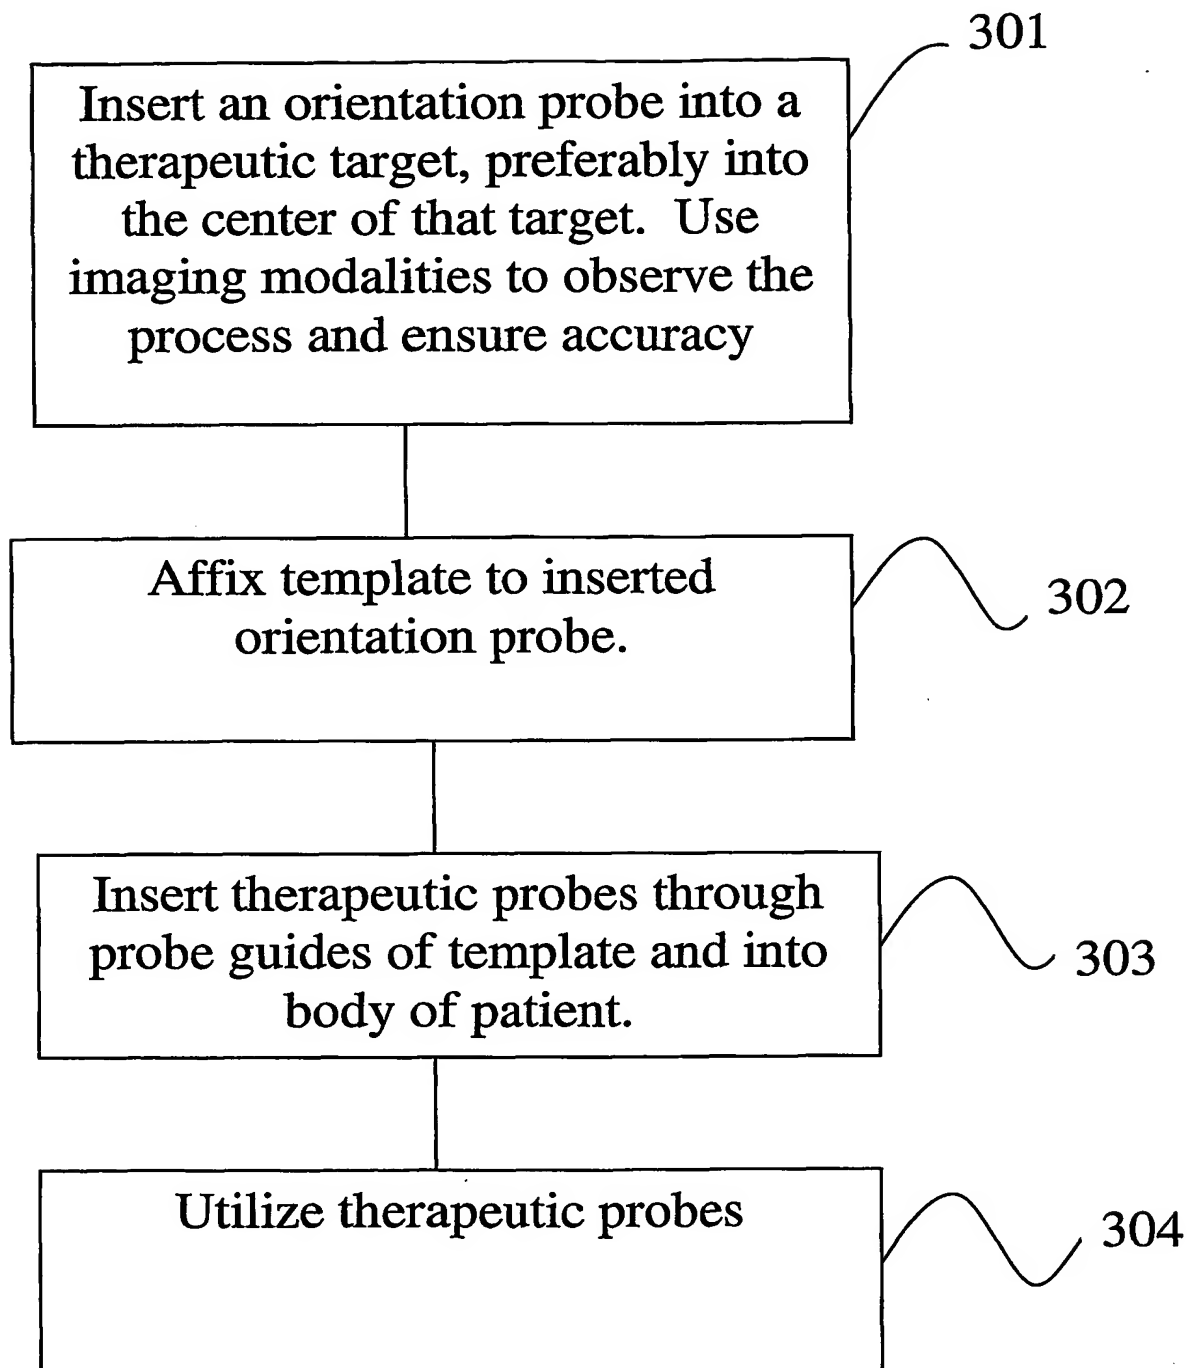 301
Insert an orientation probe into a
therapeutic target, preferably into
the center of that target.  Use
imaging modalities to observe the
process and ensure accuracy
Affix template to inserted
orientation probe.
302
Insert therapeutic probes through
probe guides of template and into
body of patient.
303
Utilize therapeutic probes
304